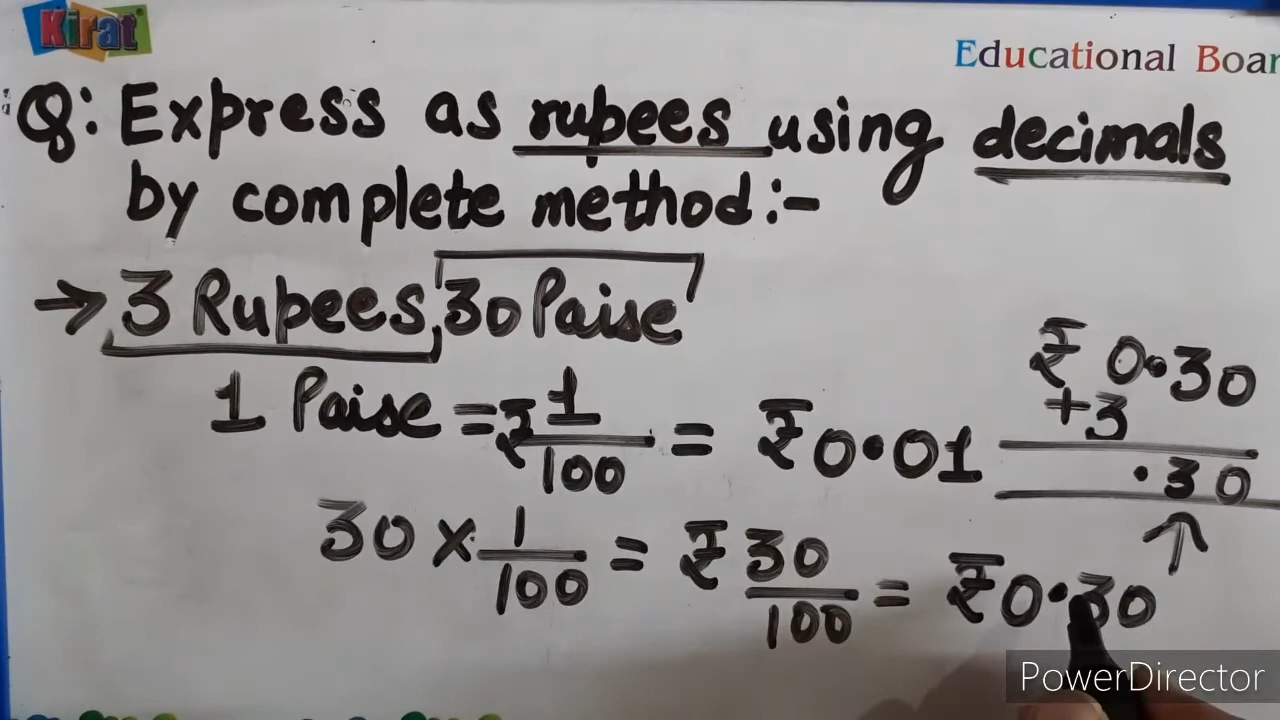 Kirat
Educational Boar
Q: Express as rupees using decimals
by complete method:-
→ 3 Rupees, 30 Paise
1 Paise = ₹ 1/100 = ₹0.01
30 × 1/100 = ₹ 30/100 = ₹0.30
₹ 0.30
+3
.30
PowerDirector